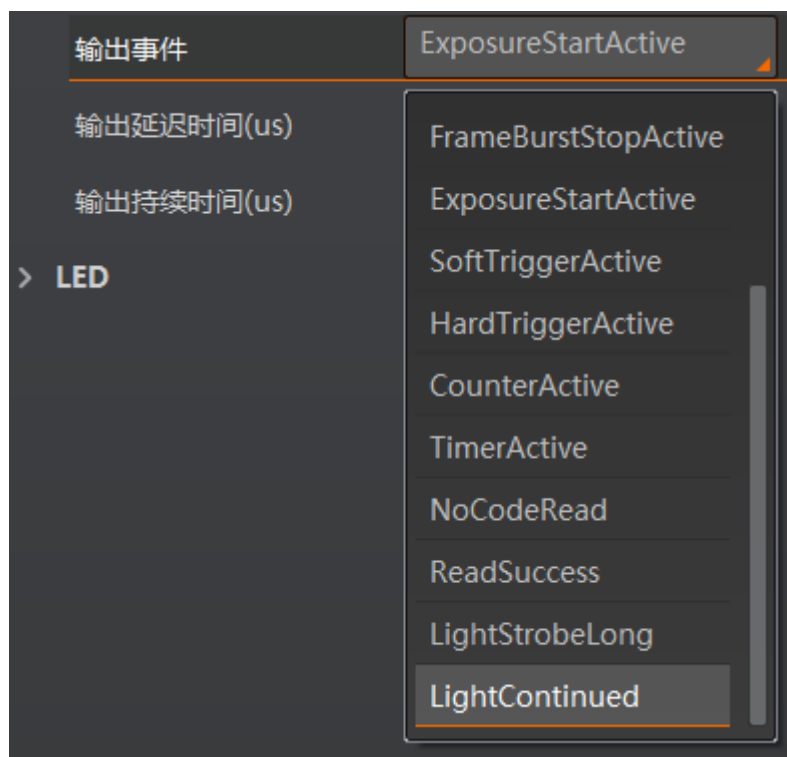 输出事件 ExposureStartActive
输出延迟时间(us)
FrameBurstStopActive
输出持续时间(us)
ExposureStartActive
SoftTriggerActive
LED
HardTriggerActive
CounterActive
TimerActive
NoCodeRead
ReadSuccess
LightStrobeLong
LightContinued